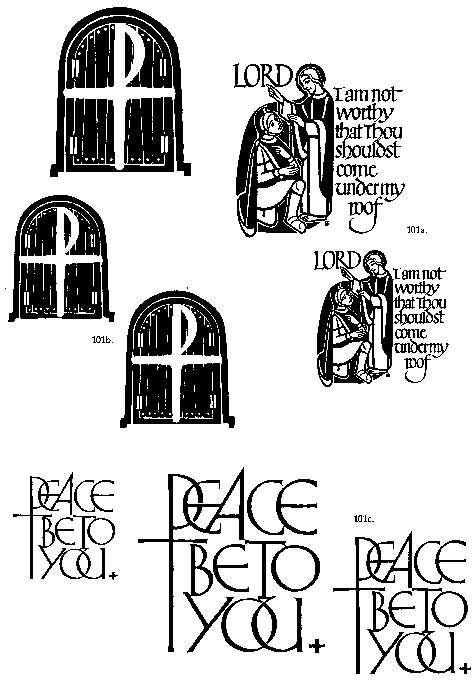 LORD
I am not
worthy
that Thou
shouldst
come
under my
roof
101a.
LORD
I am not
worthy
that Thou
shouldst
come
under my
roof
101b.
PEACE
BE TO
YOU
PEACE
BE TO
YOU
101c.
PEACE
BE TO
YOU